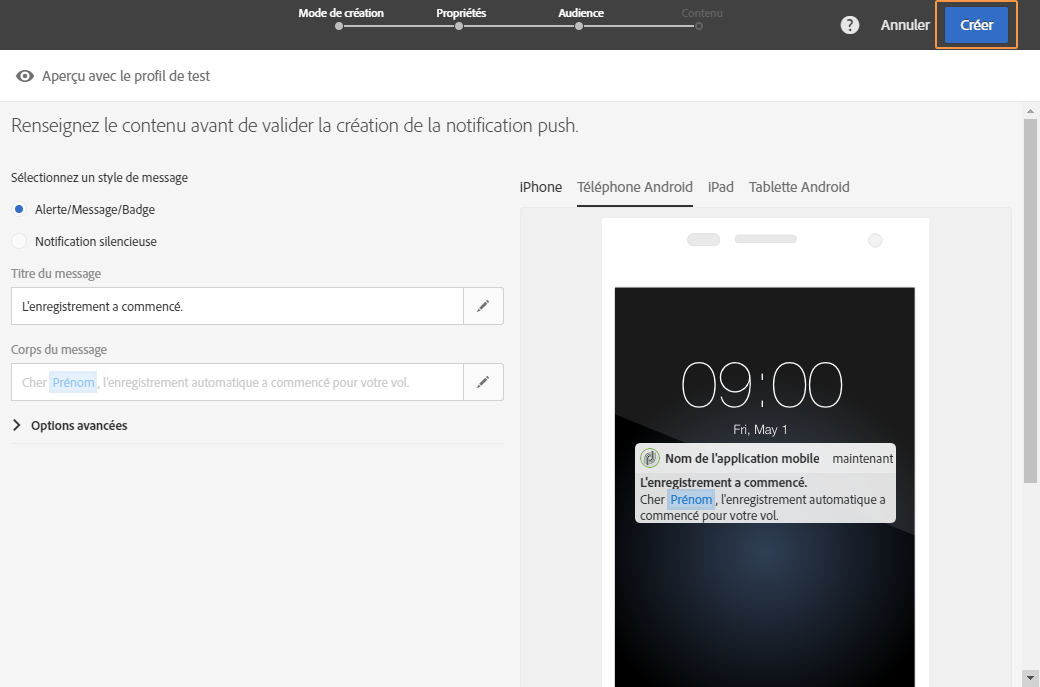 Mode de création
Propriétés
Audience
Contenu
?
Annuler
Créer
Aperçu avec le profil de test
Renseignez le contenu avant de valider la création de la notification push.
Sélectionnez un style de message
Alerte/Message/Badge
Notification silencieuse
Titre du message
L'enregistrement a commencé.
Corps du message
Cher Prénom, l'enregistrement automatique a commencé pour votre vol.
Options avancées
iPhone
Téléphone Android
iPad
Tablette Android
09:00
Fri, May 1
Nom de l'application mobile maintenant
L'enregistrement a commencé.
Cher Prénom, l'enregistrement automatique a
commencé pour votre vol.